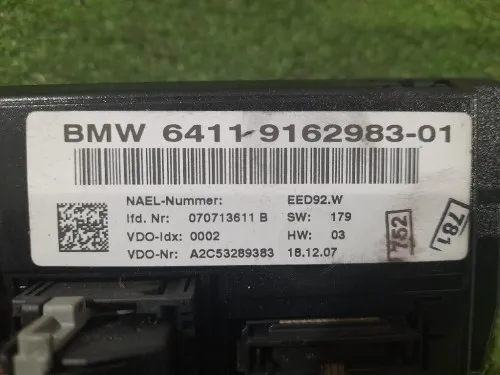 BMW 6411-9162983-01
NAEL-Nummer: EED92.W
lfd. Nr: 070713611 B SW: 179
VDO-Idx: 0002 HW: 03
VDO-Nr: A2C53289383 18.12.07
752
781